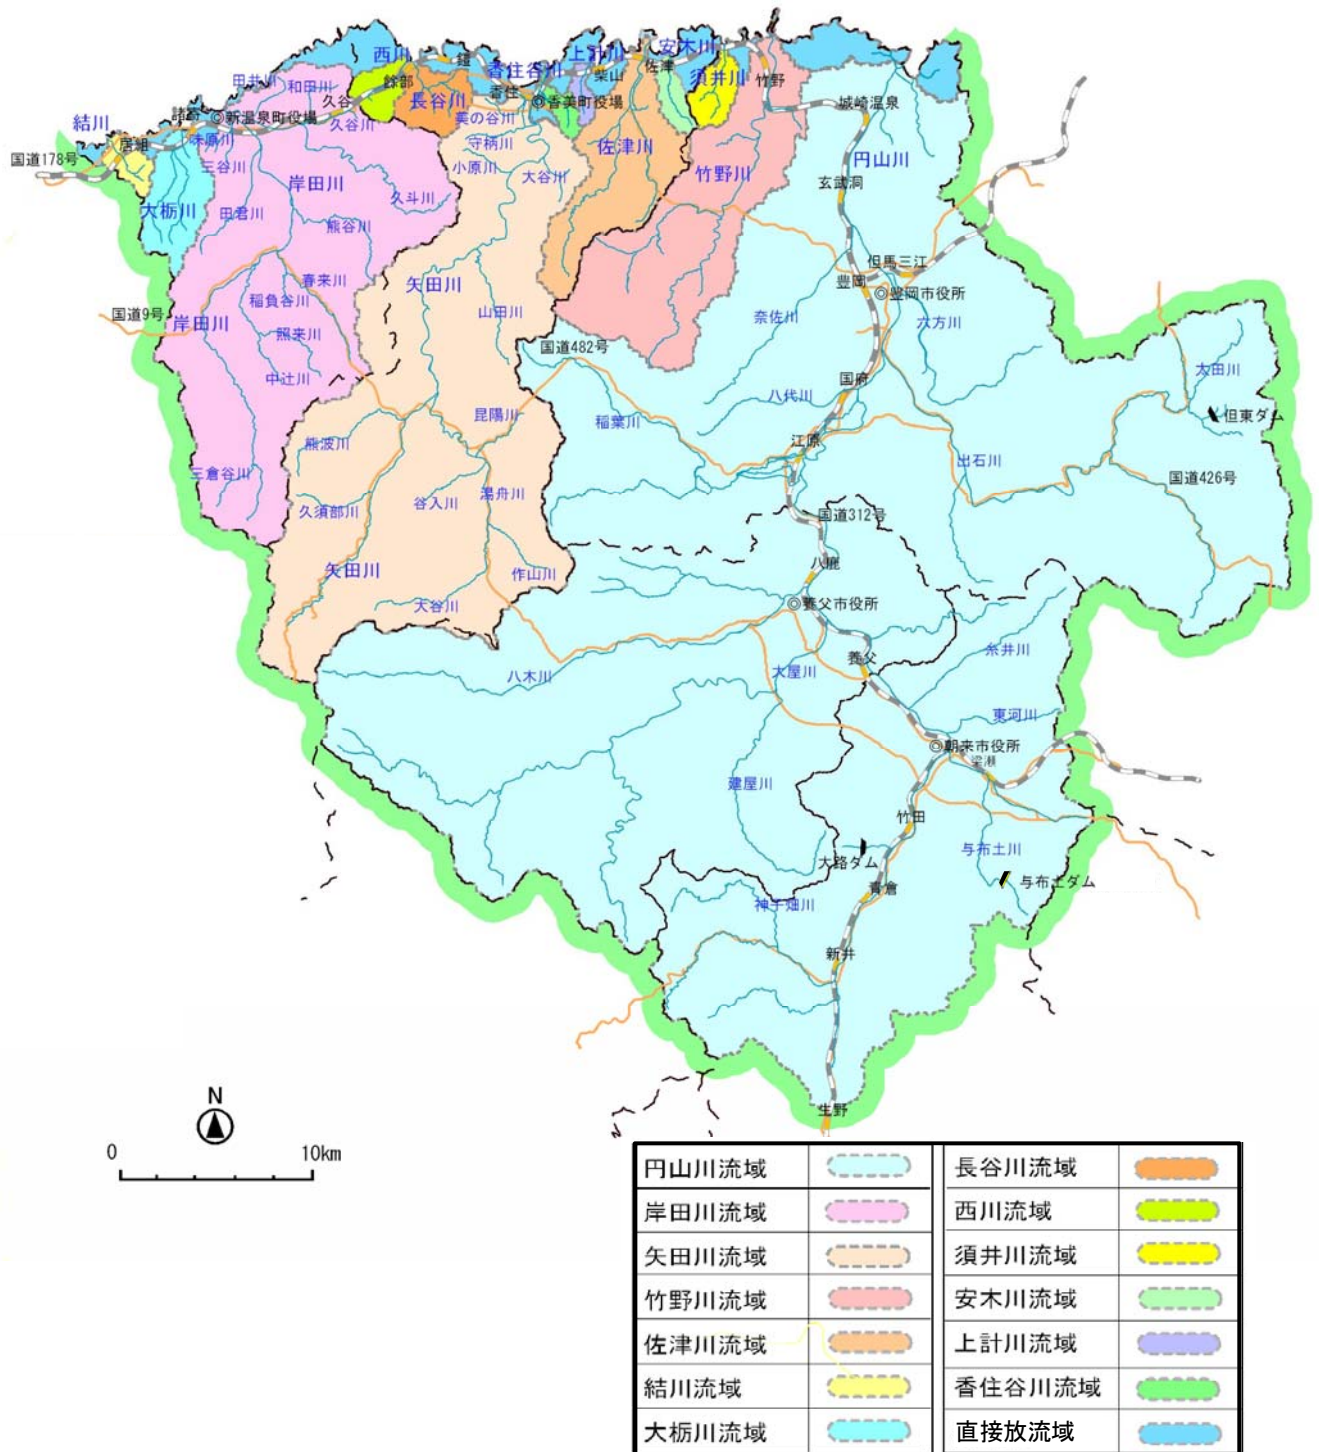 西川
鎧
上計川
安木川
佐津
香住谷川
柴山
須井川
竹野
田井川
和田川
餘部
久谷
長谷川
香住
香美町役場
城崎温泉
諸寄
新温泉町役場
久谷川
美の谷川
結川
居組
味原川
守柄川
佐津川
円山川
国道178号
三谷川
小原川
大谷川
竹野川
玄武洞
岸田川
久斗川
大栃川
田君川
熊谷川
但馬三江
春来川
矢田川
豊岡
豊岡市役所
稲負谷川
国道9号
岸田川
山田川
奈佐川
六方川
照来川
国道482号
中辻川
国府
太田川
八代川
昆陽川
稲葉川
但東ダム
熊波川
江原
出石川
三倉谷川
国道426号
湯舟川
谷入川
久須部川
国道312号
矢田川
作山川
八鹿
大谷川
養父市役所
糸井川
養父
八木川
大屋川
東河川
朝来市役所
梁瀬
建屋川
竹田
大路ダム
与布土川
与布土ダム
青倉
神子畑川
新井
生野
N
0 10km
円山川流域 長谷川流域
岸田川流域 西川流域
矢田川流域 須井川流域
竹野川流域 安木川流域
佐津川流域 上計川流域
結川流域 香住谷川流域
大栃川流域 直接放流域